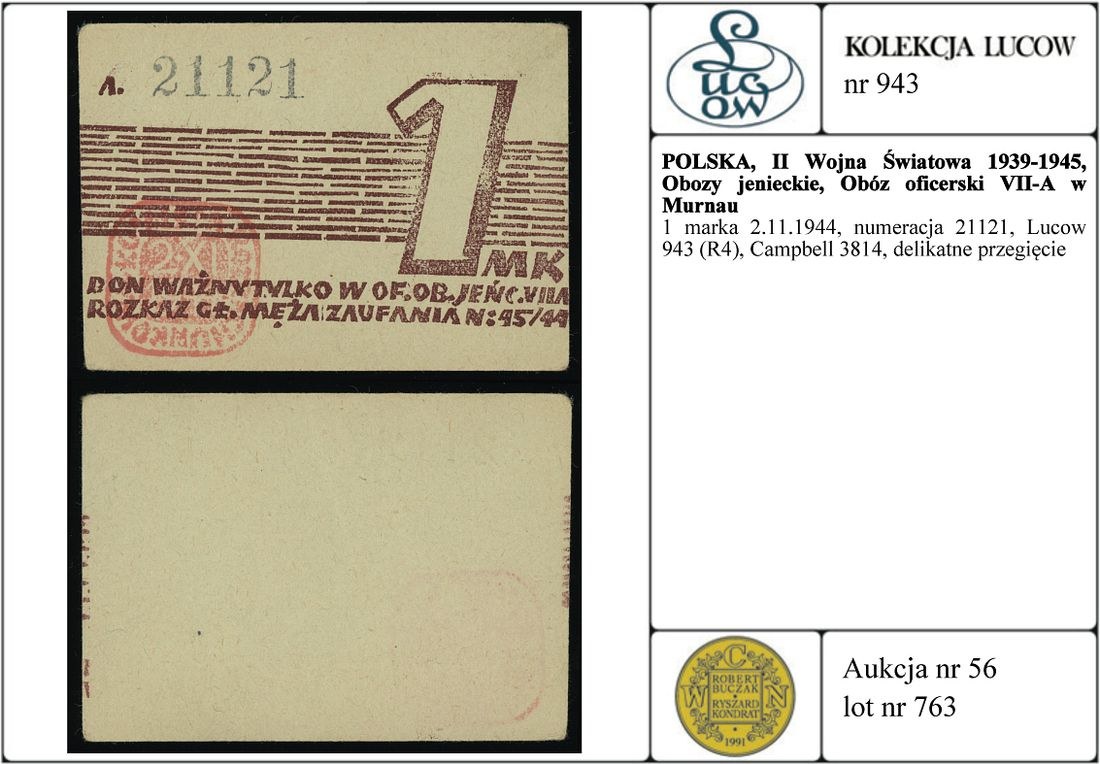 Λ. 21121
1
MK
BON WAŻNY TYLKO W OF.OB.JEŃC.VIIA
ROZKAZ GŁ. MĘŻA ZAUFANIA N:45/44
2X
Lucow
KOLEKCJA LUCOW
nr 943
POLSKA, II Wojna Światowa 1939-1945,
Obozy jenieckie, Obóz oficerski VII-A w
Murnau
1 marka 2.11.1944, numeracja 21121, Lucow
943 (R4), Campbell 3814, delikatne przegięcie
W C N
ROBERT
BUCZAK
RYSZARD
KONDRAT
1991
Aukcja nr 56
lot nr 763